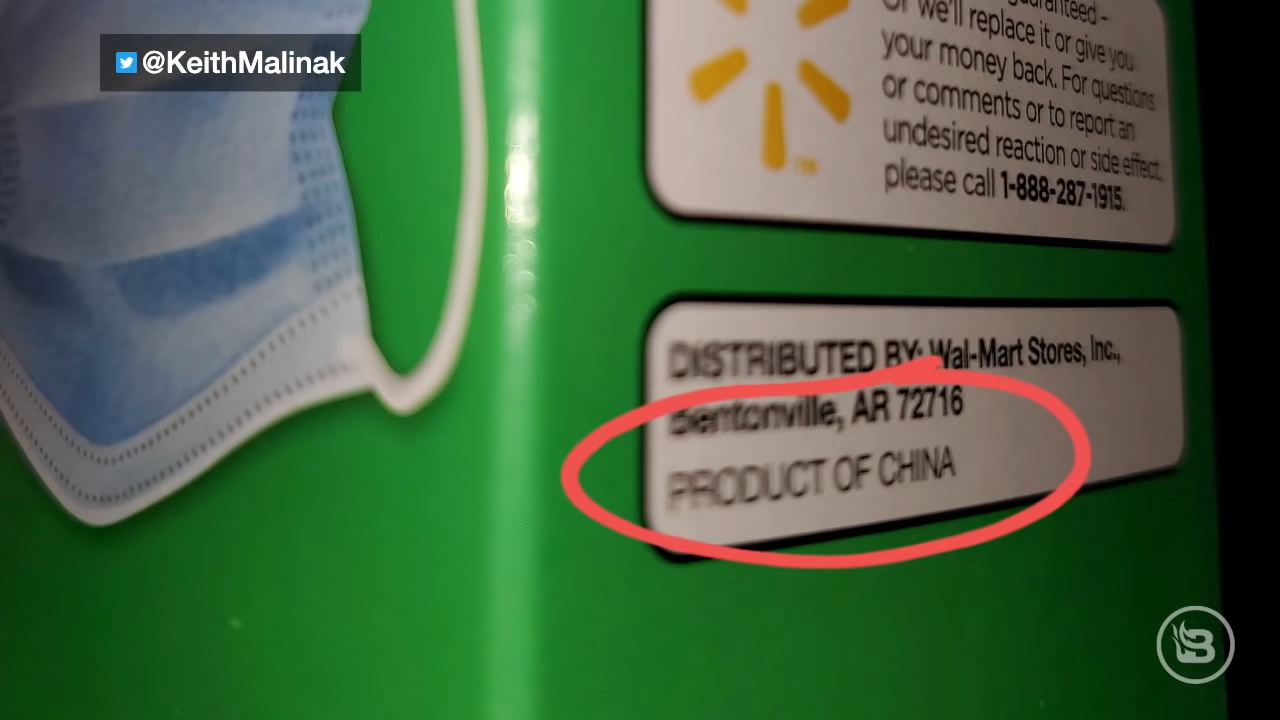 @KeithMalinak
guaranteed –
Or we'll replace it or give you
your money back. For questions
or comments or to report an
undesired reaction or side effect,
please call 1-888-287-1915.
TM
DISTRIBUTED BY: Wal-Mart Stores, Inc.,
Bentonville, AR 72716
PRODUCT OF CHINA
B